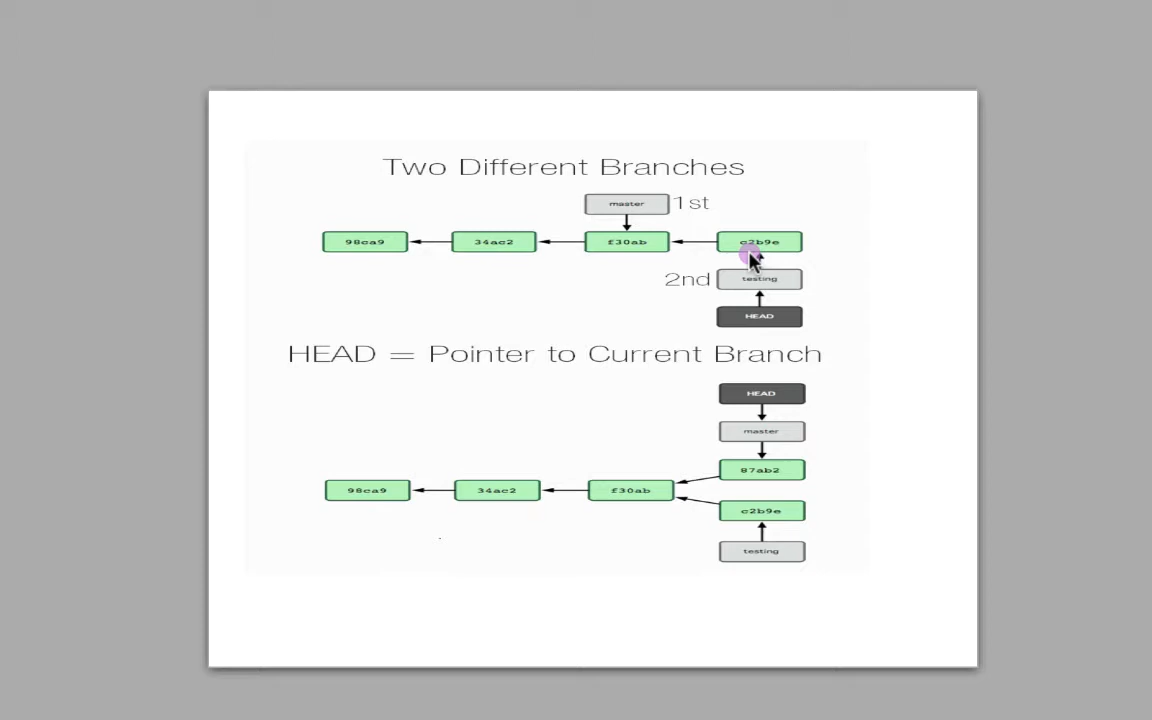 Two Different Branches
master 1st
98ca9 34ac2 f30ab c2b9e
2nd testing
HEAD
HEAD = Pointer to Current Branch
HEAD
master
87ab2
98ca9 34ac2 f30ab
c2b9e
testing